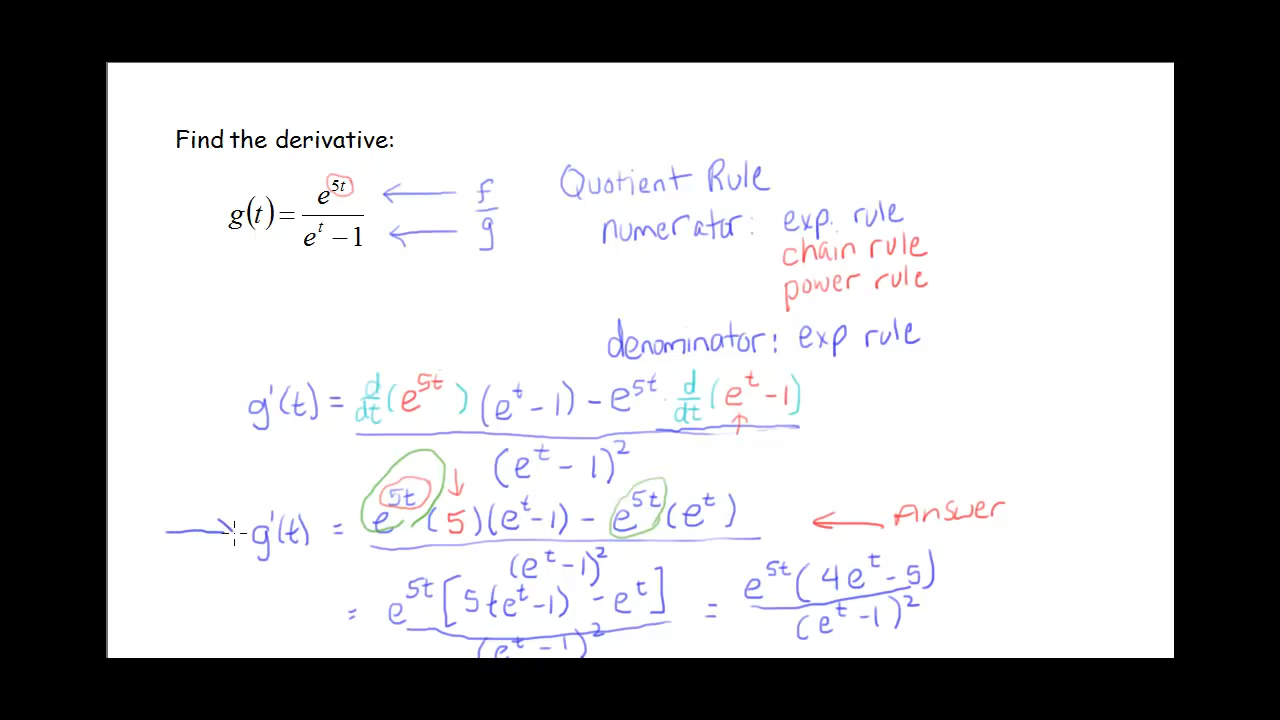 Find the derivative:
g(t) = e^{5t} / (e^t − 1)
← f
← g
Quotient Rule
numerator: exp. rule
chain rule
power rule
denominator: exp rule
g'(t) = d/dt (e^{5t}) (e^t − 1) − e^{5t} · d/dt (e^t − 1)
(e^t − 1)^2
→ g'(t) = e^{5t} (5)(e^t − 1) − e^{5t} (e^t) ← Answer
(e^t − 1)^2
= e^{5t} [5(e^t − 1) − e^t] = e^{5t} (4e^t − 5)
(e^t − 1)^2 (e^t − 1)^2